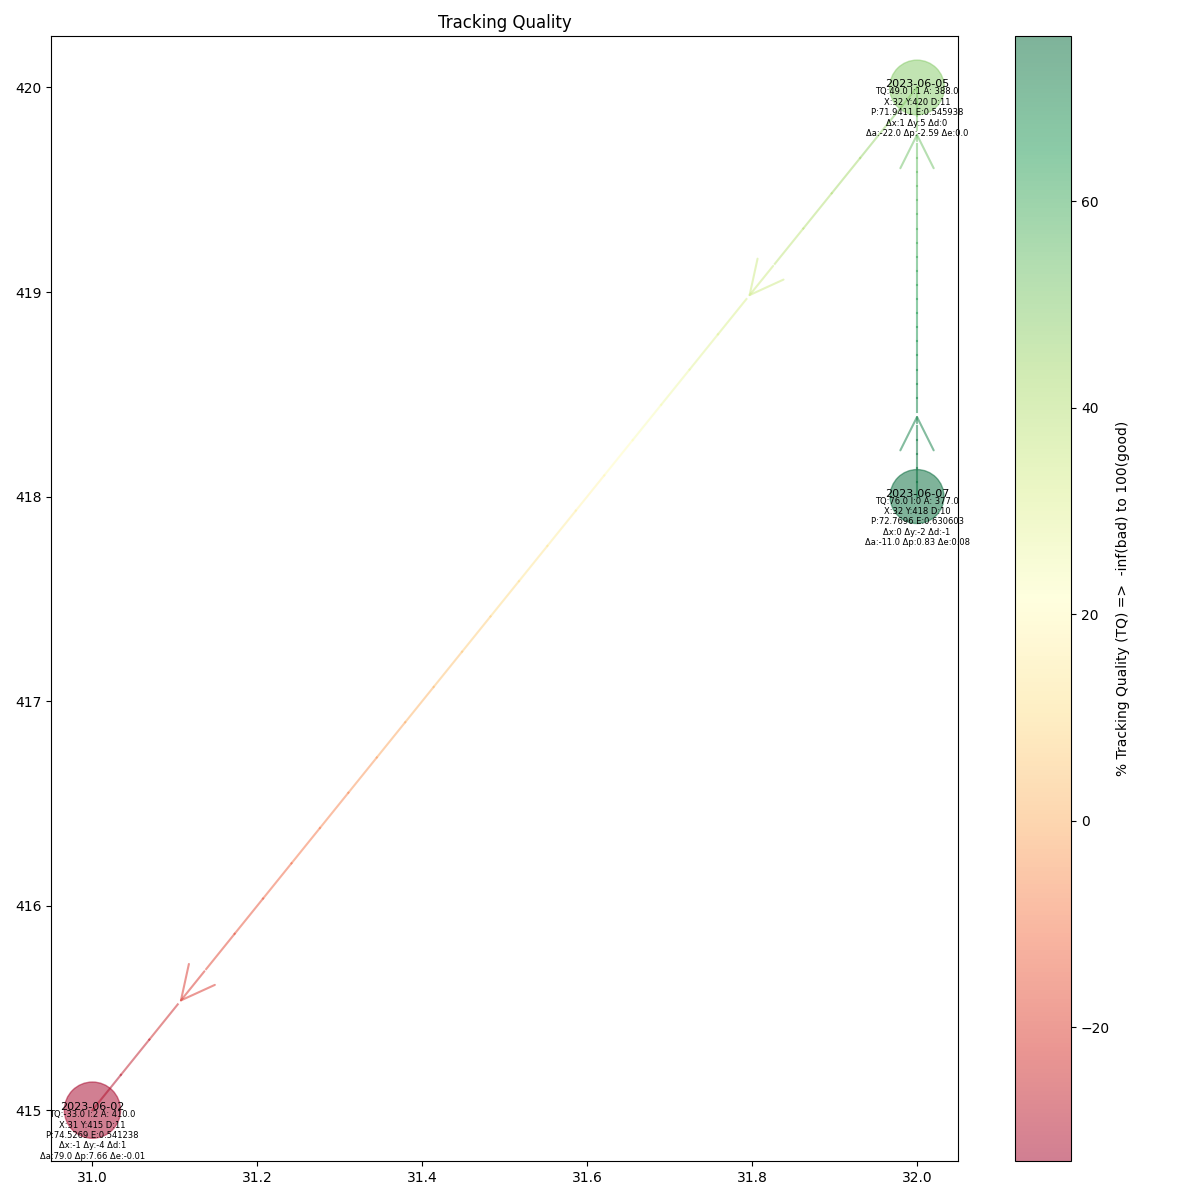 Tracking Quality
420
419
418
417
416
415
31.0
31.2
31.4
31.6
31.8
32.0
2023-06-05
TQ:49.0 I:1 A: 388.0
X:32 Y:420 D:11
P:71.9411 E:0.545938
Δx:1 Δy:5 Δd:0
Δa:-22.0 Δp:-2.59 Δe:0.0
2023-06-07
TQ:76.0 I:0 A: 377.0
X:32 Y:418 D:10
P:72.7696 E:0.630603
Δx:0 Δy:-2 Δd:-1
Δa:-11.0 Δp:0.83 Δe:0.08
2023-06-02
TQ:-33.0 I:2 A: 410.0
X:31 Y:415 D:11
P:74.5269 E:0.541238
Δx:-1 Δy:-4 Δd:1
Δa:79.0 Δp:7.66 Δe:-0.01
60
40
20
0
−20
% Tracking Quality (TQ) => -inf(bad) to 100(good)